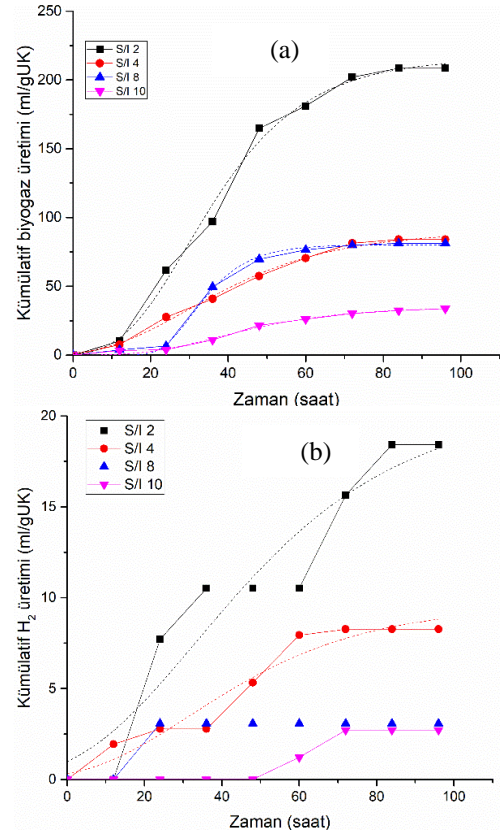 (a)
S/I 2
S/I 4
S/I 8
S/I 10
Kümülatif biyogaz üretimi (ml/gUK)
250
200
150
100
50
0
0 20 40 60 80 100
Zaman (saat)
(b)
S/I 2
S/I 4
S/I 8
S/I 10
Kümülatif H₂ üretimi (ml/gUK)
20
15
10
5
0
0 20 40 60 80 100
Zaman (saat)